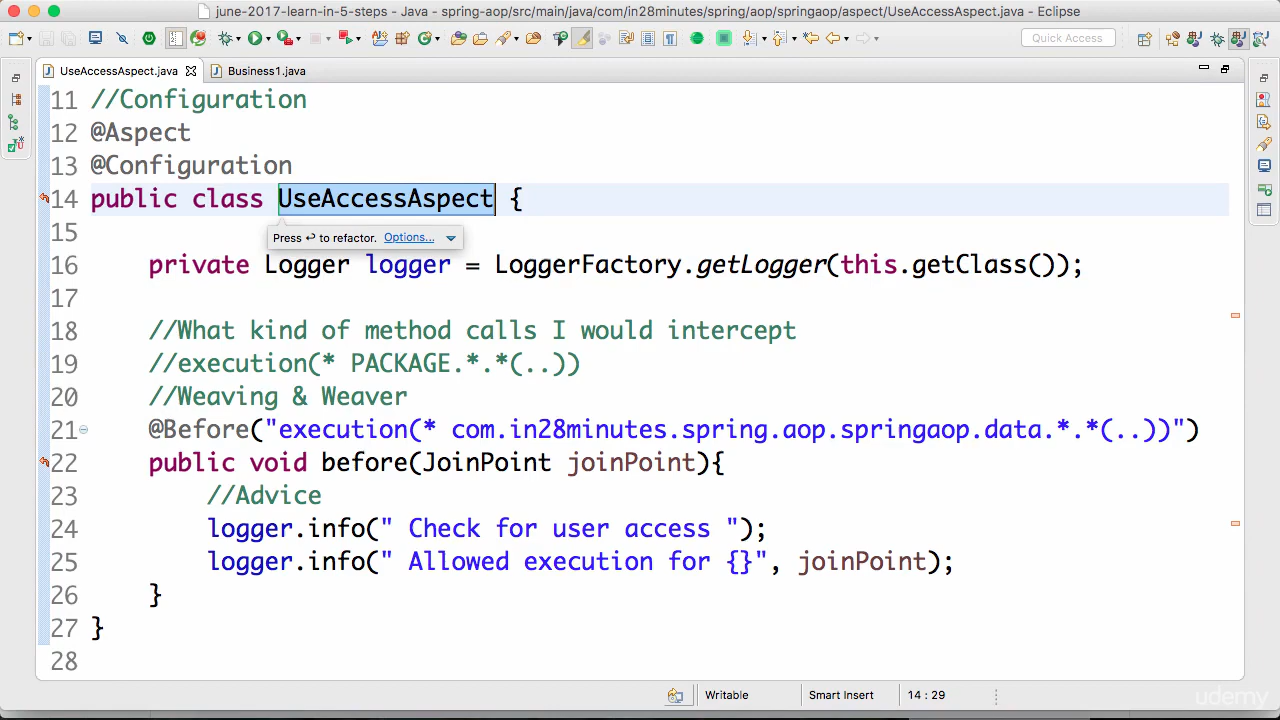 june-2017-learn-in-5-steps - Java - spring-aop/src/main/java/com/in28minutes/spring/aop/springaop/aspect/UseAccessAspect.java - Eclipse
Quick Access
UseAccessAspect.java Business1.java
11 //Configuration
12 @Aspect
13 @Configuration
14 public class UseAccessAspect {
15
Press ↩ to refactor. Options...
16 private Logger logger = LoggerFactory.getLogger(this.getClass());
17
18 //What kind of method calls I would intercept
19 //execution(* PACKAGE.*.*(..))
20 //Weaving & Weaver
21 @Before("execution(* com.in28minutes.spring.aop.springaop.data.*.*(..))")
22 public void before(JoinPoint joinPoint){
23 //Advice
24 logger.info(" Check for user access ");
25 logger.info(" Allowed execution for {}", joinPoint);
26 }
27 }
28
Writable Smart Insert 14 : 29
udemy